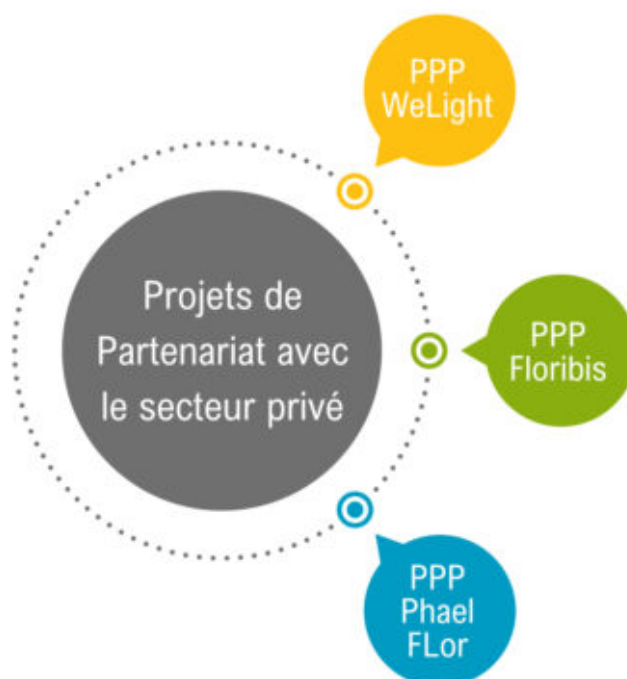 PPP
WeLight
Projets de
Partenariat avec
le secteur privé
PPP
Floribis
PPP
Phael
FLor